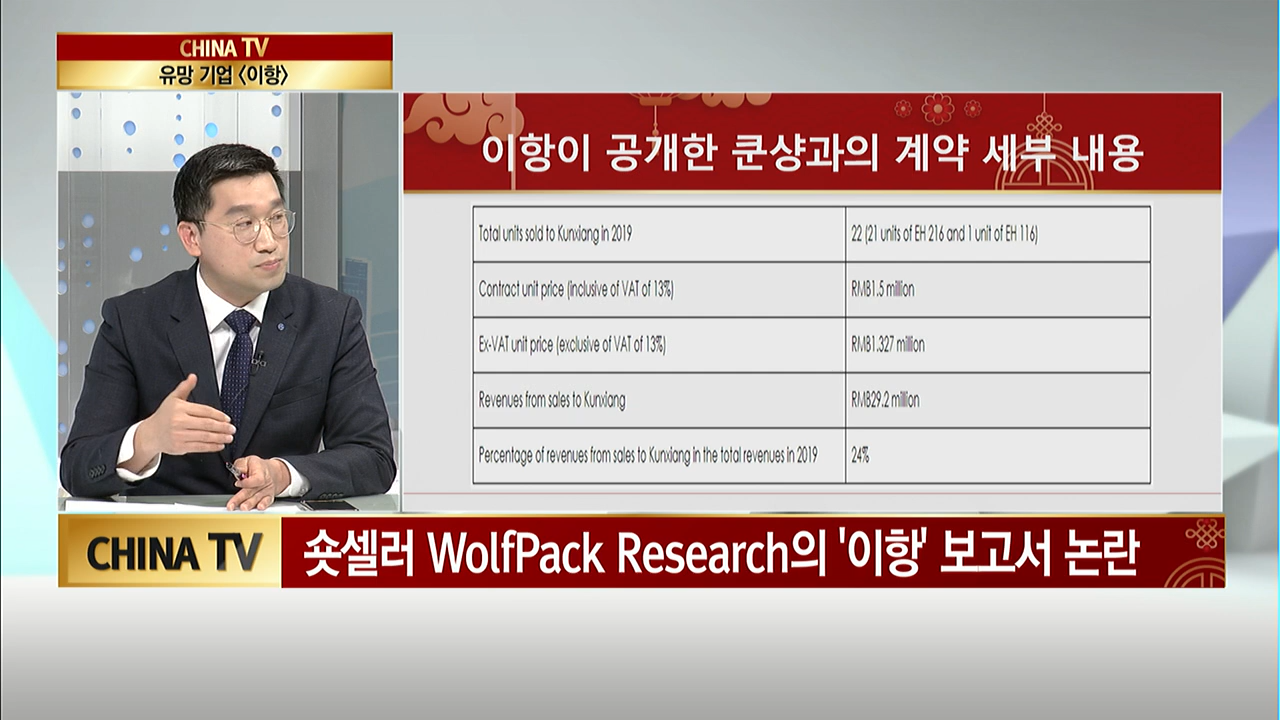 CHINA TV
유망 기업 <이항>
이항이 공개한 쿤샹과의 계약 세부 내용
Total units sold to Kunxiang in 2019
22 (21 units of EH 216 and 1 unit of EH 116)
Contract unit price (inclusive of VAT of 13%)
RMB1.5 million
Ex-VAT unit price (exclusive of VAT of 13%)
RMB1.327 million
Revenues from sales to Kunxiang
RMB29.2 million
Percentage of revenues from sales to Kunxiang in the total revenues in 2019
24%
CHINA TV
숏셀러 WolfPack Research의 '이항' 보고서 논란